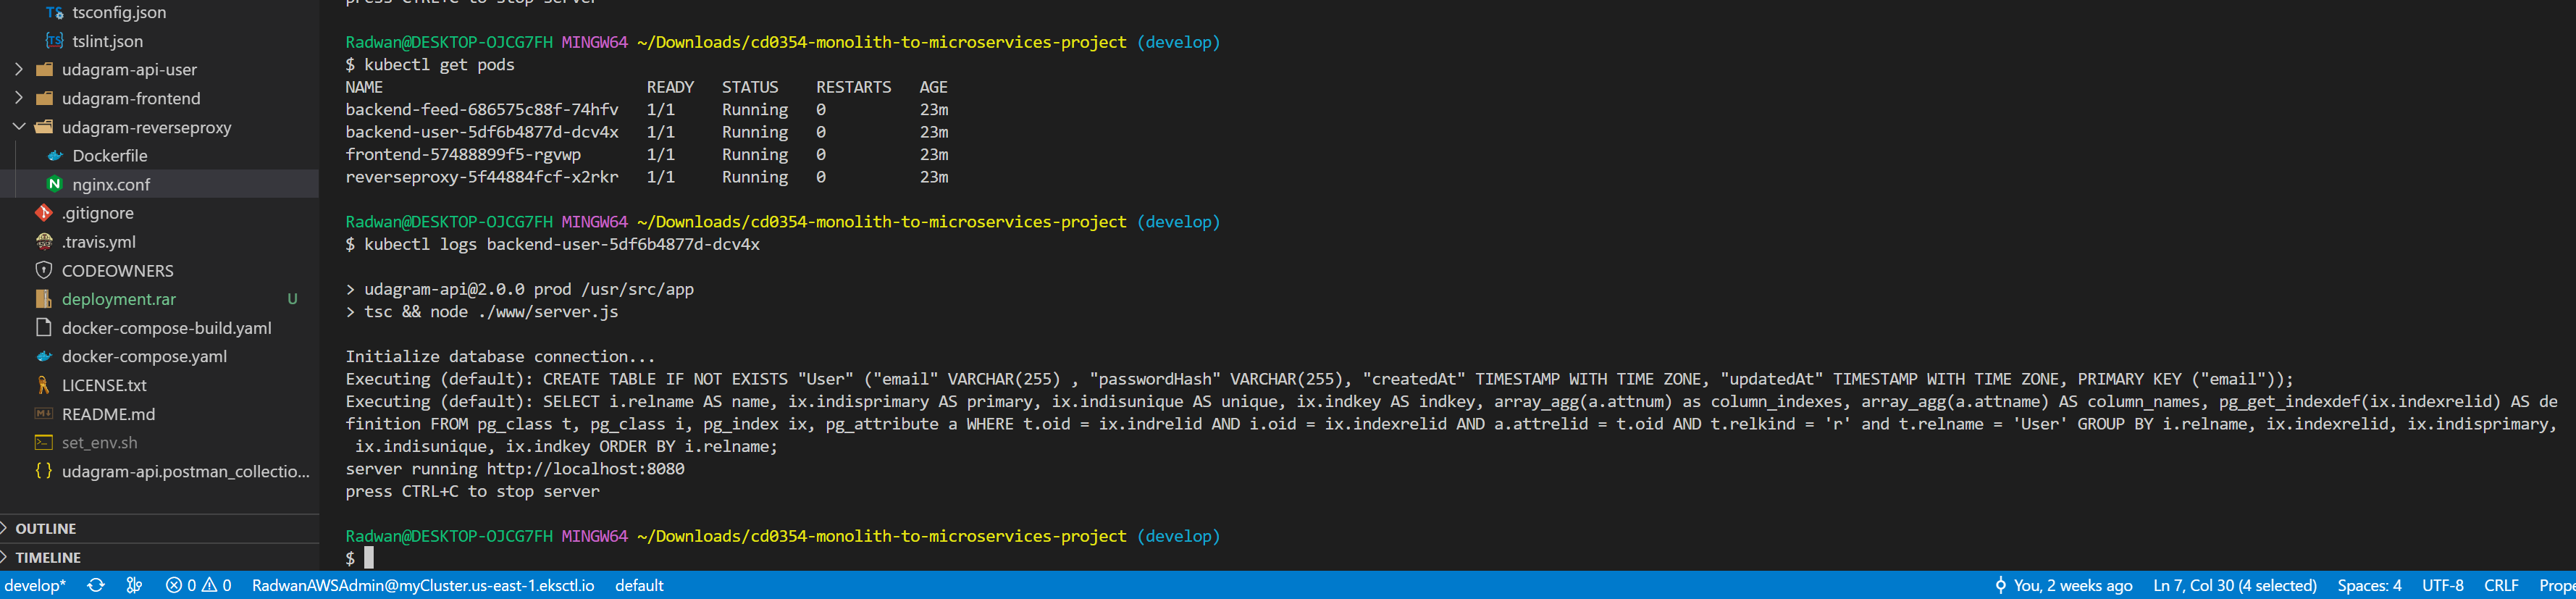 tsconfig.json
tslint.json
udagram-api-user
udagram-frontend
udagram-reverseproxy
Dockerfile
nginx.conf
.gitignore
.travis.yml
CODEOWNERS
deployment.rar U
docker-compose-build.yaml
docker-compose.yaml
LICENSE.txt
README.md
set_env.sh
udagram-api.postman_collectio...
OUTLINE
TIMELINE
press CTRL+C to stop server
Radwan@DESKTOP-OJCG7FH MINGW64 ~/Downloads/cd0354-monolith-to-microservices-project (develop)
$ kubectl get pods
NAME READY STATUS RESTARTS AGE
backend-feed-686575c88f-74hfv 1/1 Running 0 23m
backend-user-5df6b4877d-dcv4x 1/1 Running 0 23m
frontend-57488899f5-rgvwp 1/1 Running 0 23m
reverseproxy-5f44884fcf-x2rkr 1/1 Running 0 23m
Radwan@DESKTOP-OJCG7FH MINGW64 ~/Downloads/cd0354-monolith-to-microservices-project (develop)
$ kubectl logs backend-user-5df6b4877d-dcv4x
> udagram-api@2.0.0 prod /usr/src/app
> tsc && node ./www/server.js
Initialize database connection...
Executing (default): CREATE TABLE IF NOT EXISTS "User" ("email" VARCHAR(255) , "passwordHash" VARCHAR(255), "createdAt" TIMESTAMP WITH TIME ZONE, "updatedAt" TIMESTAMP WITH TIME ZONE, PRIMARY KEY ("email"));
Executing (default): SELECT i.relname AS name, ix.indisprimary AS primary, ix.indisunique AS unique, ix.indkey AS indkey, array_agg(a.attnum) as column_indexes, array_agg(a.attname) AS column_names, pg_get_indexdef(ix.indexrelid) AS de
finition FROM pg_class t, pg_class i, pg_index ix, pg_attribute a WHERE t.oid = ix.indrelid AND i.oid = ix.indexrelid AND a.attrelid = t.oid AND t.relkind = 'r' and t.relname = 'User' GROUP BY i.relname, ix.indexrelid, ix.indisprimary,
ix.indisunique, ix.indkey ORDER BY i.relname;
server running http://localhost:8080
press CTRL+C to stop server
Radwan@DESKTOP-OJCG7FH MINGW64 ~/Downloads/cd0354-monolith-to-microservices-project (develop)
$
develop* 0 0 RadwanAWSAdmin@myCluster.us-east-1.eksctl.io default You, 2 weeks ago Ln 7, Col 30 (4 selected) Spaces: 4 UTF-8 CRLF Prope